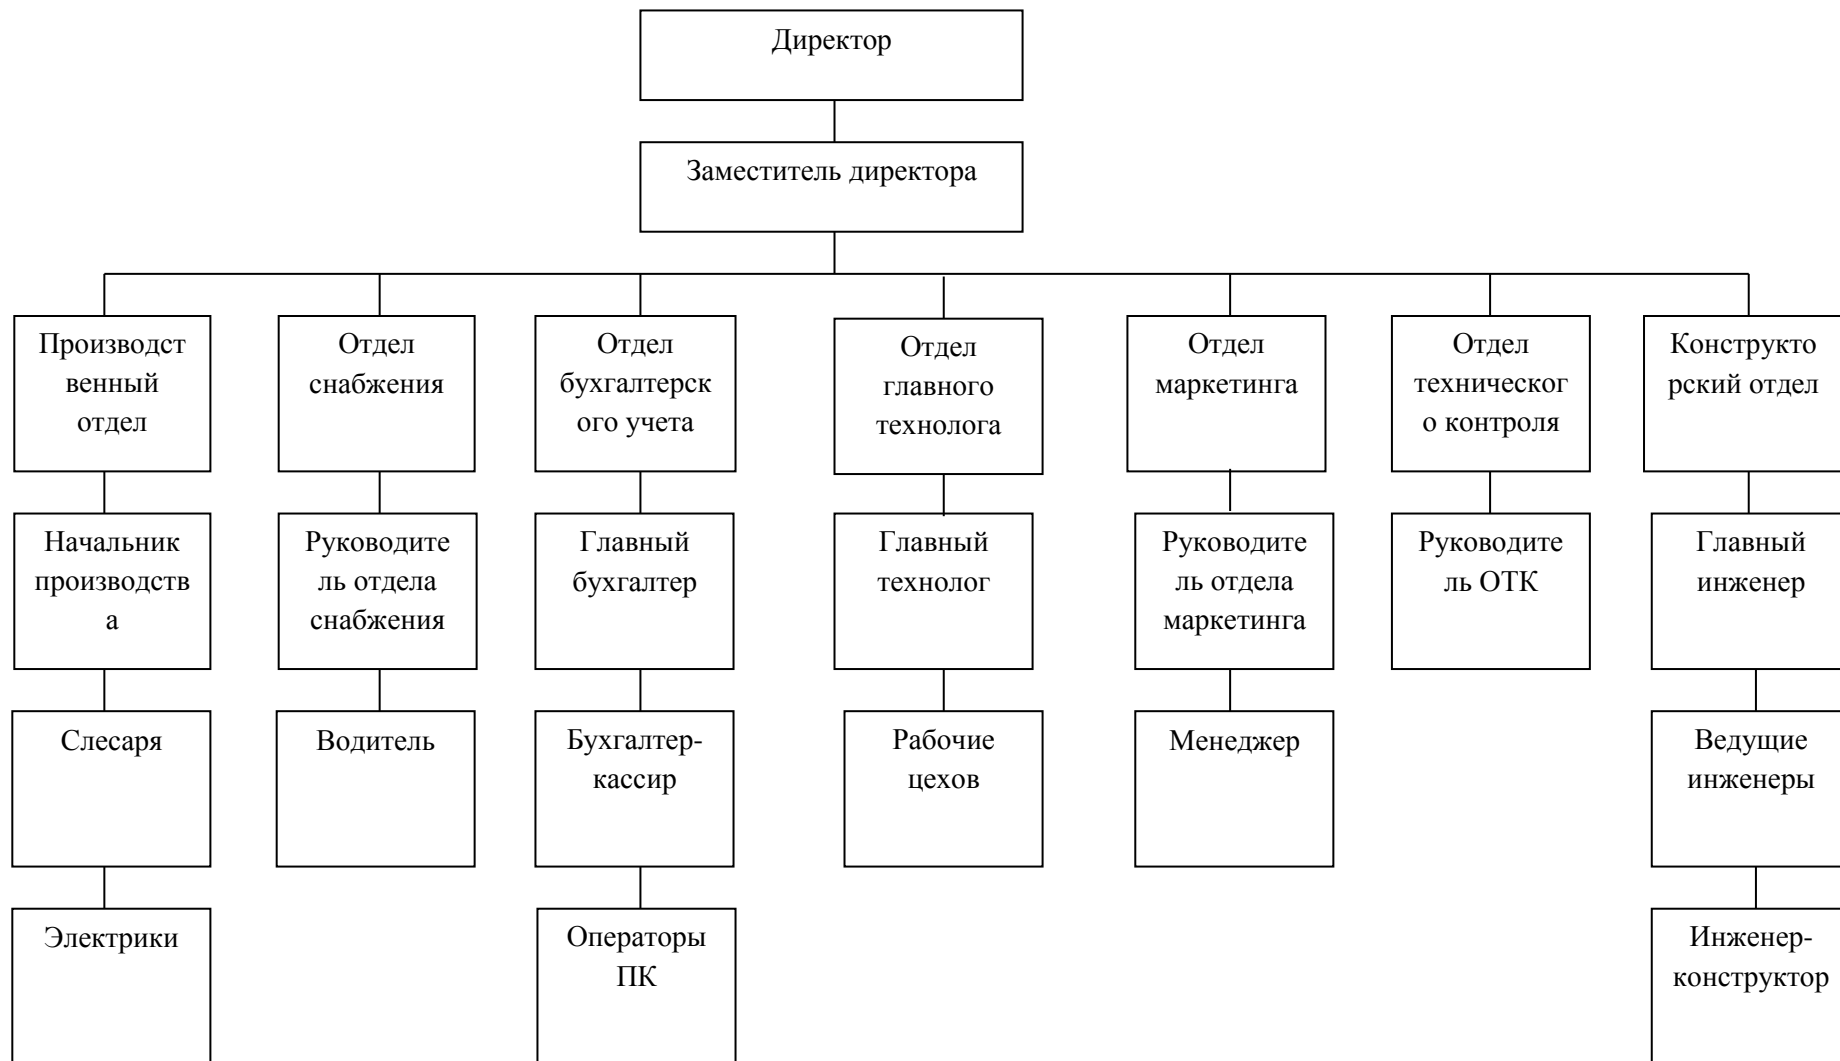 Директор
Заместитель директора
Производст
венный
отдел
Отдел
снабжения
Отдел
бухгалтерск
ого учета
Отдел
главного
технолога
Отдел
маркетинга
Отдел
техническог
о контроля
Конструкто
рский отдел
Начальник
производств
а
Руководите
ль отдела
снабжения
Главный
бухгалтер
Главный
технолог
Руководите
ль отдела
маркетинга
Руководите
ль ОТК
Главный
инженер
Слесаря
Водитель
Бухгалтер-
кассир
Рабочие
цехов
Менеджер
Ведущие
инженеры
Электрики
Операторы
ПК
Инженер-
конструктор